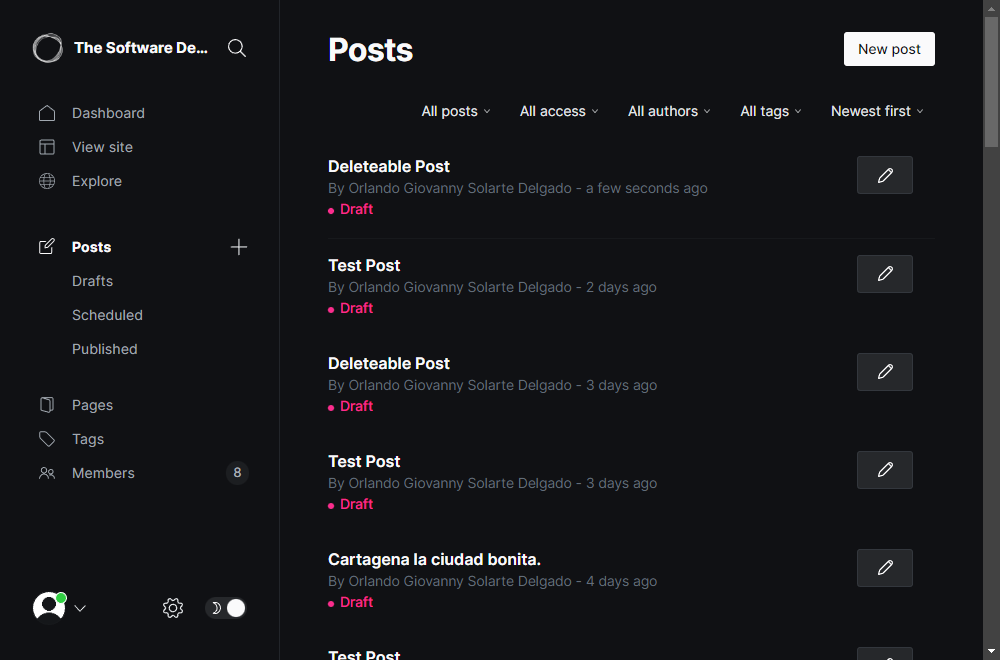 The Software De...
Dashboard
View site
Explore
Posts
Drafts
Scheduled
Published
Pages
Tags
Members 8
Posts
New post
All posts All access All authors All tags Newest first
Deleteable Post
By Orlando Giovanny Solarte Delgado - a few seconds ago
Draft
Test Post
By Orlando Giovanny Solarte Delgado - 2 days ago
Draft
Deleteable Post
By Orlando Giovanny Solarte Delgado - 3 days ago
Draft
Test Post
By Orlando Giovanny Solarte Delgado - 3 days ago
Draft
Cartagena la ciudad bonita.
By Orlando Giovanny Solarte Delgado - 4 days ago
Draft
Test Post